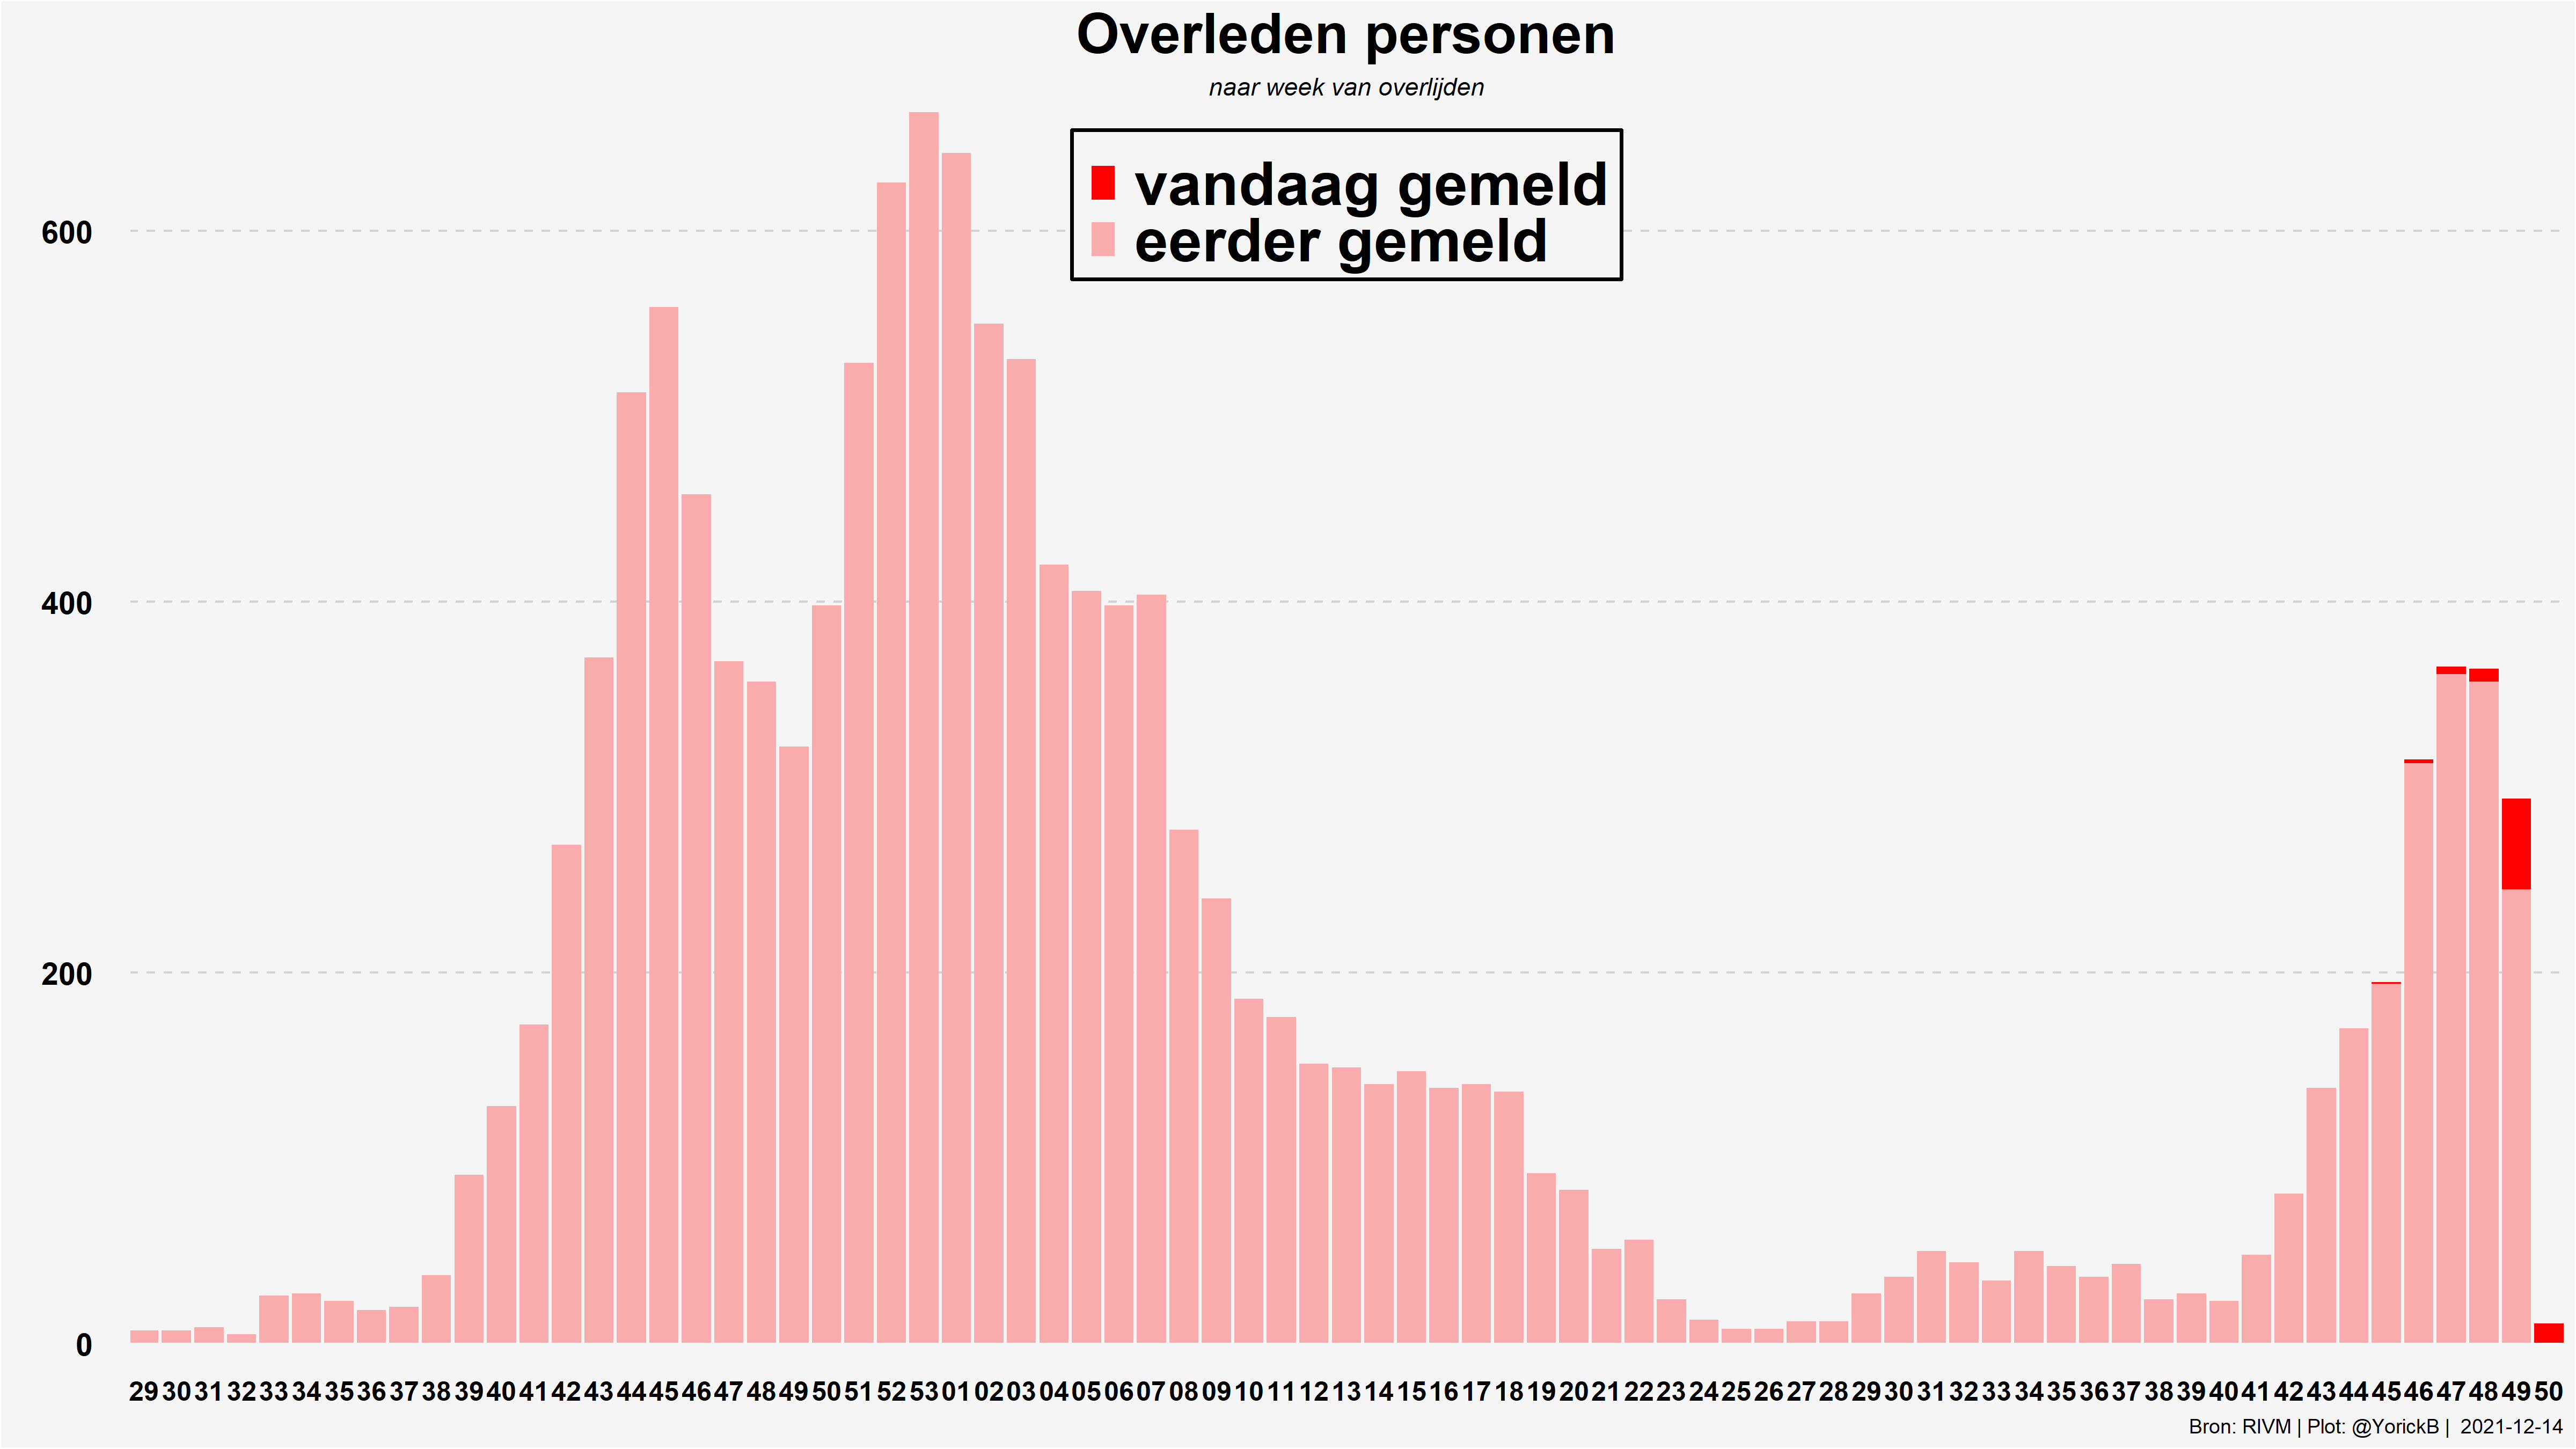 Overleden personen
naar week van overlijden
vandaag gemeld
eerder gemeld
600
400
200
0
29 30 31 32 33 34 35 36 37 38 39 40 41 42 43 44 45 46 47 48 49 50 51 52 53 01 02 03 04 05 06 07 08 09 10 11 12 13 14 15 16 17 18 19 20 21 22 23 24 25 26 27 28 29 30 31 32 33 34 35 36 37 38 39 40 41 42 43 44 45 46 47 48 49 50
Bron: RIVM | Plot: @YorickB | 2021-12-14